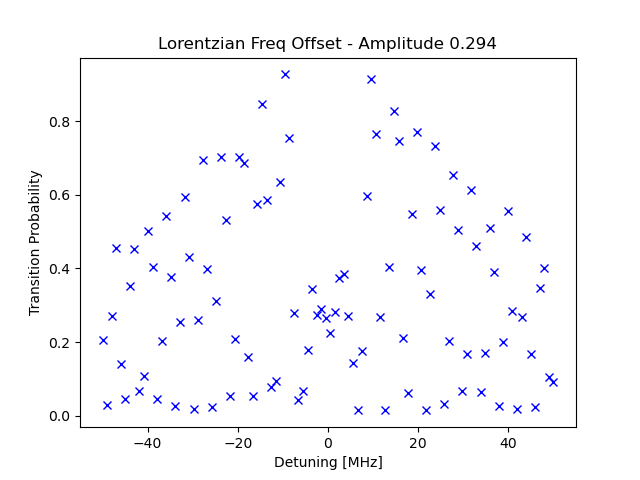 Lorentzian Freq Offset - Amplitude 0.294
Transition Probability
0.8
0.6
0.4
0.2
0.0
−40 −20 0 20 40
Detuning [MHz]